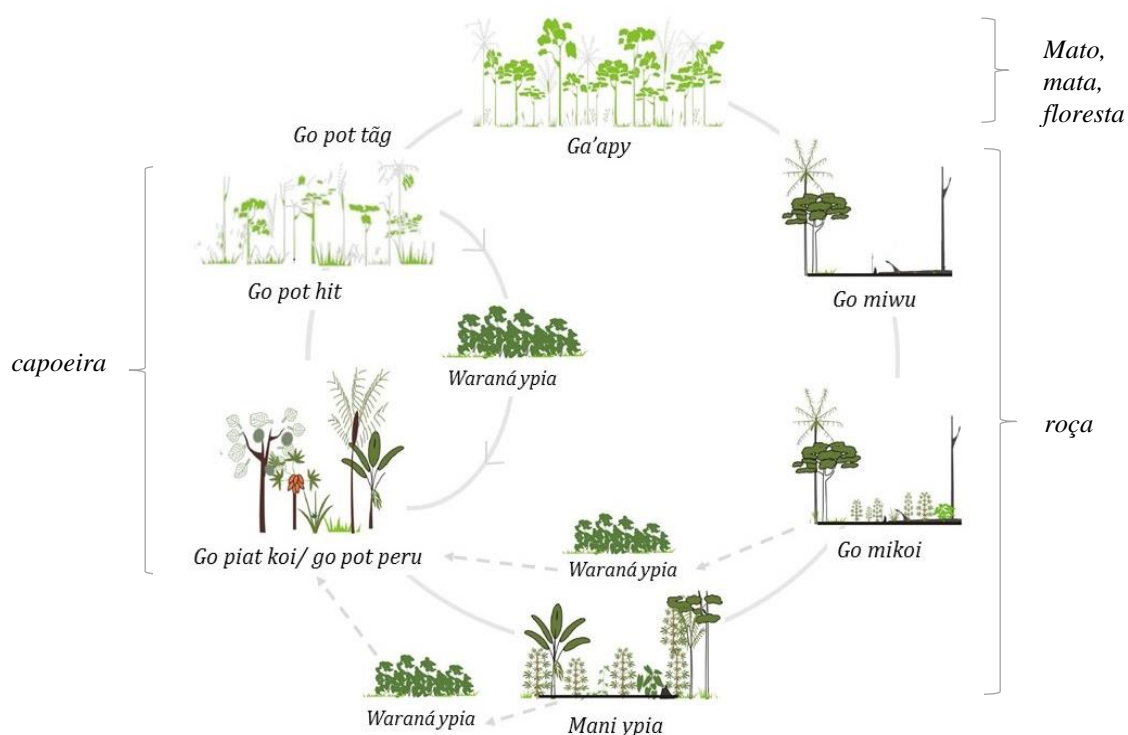 Mato,
mata,
floresta
Go pot tãg
Ga’apy
Go pot hit
Go miwu
capoeira
Waraná ypia
roça
Go piat koi/ go pot peru
Waraná ypia
Go mikoi
Waraná ypia
Mani ypia